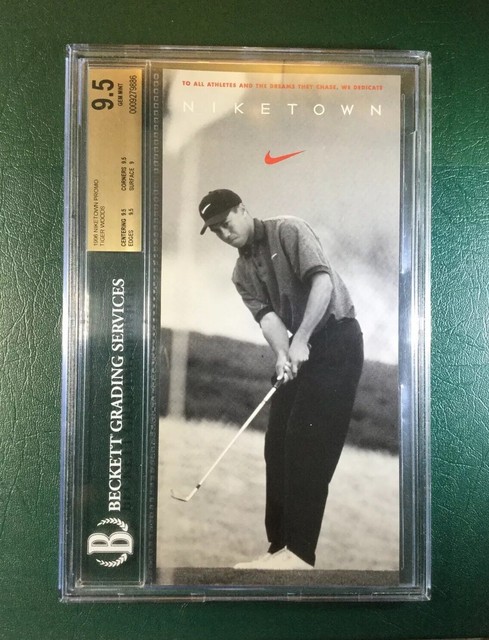 TO ALL ATHLETES AND THE DREAMS THEY CHASE, WE DEDICATE
NIKETOWN
9.5
GEM MINT
0009279886
CENTERING 9.5 CORNERS 9.5
EDGES 9.5 SURFACE 9
1996 NIKETOWN PROMO
TIGER WOODS
B
BECKETT GRADING SERVICES